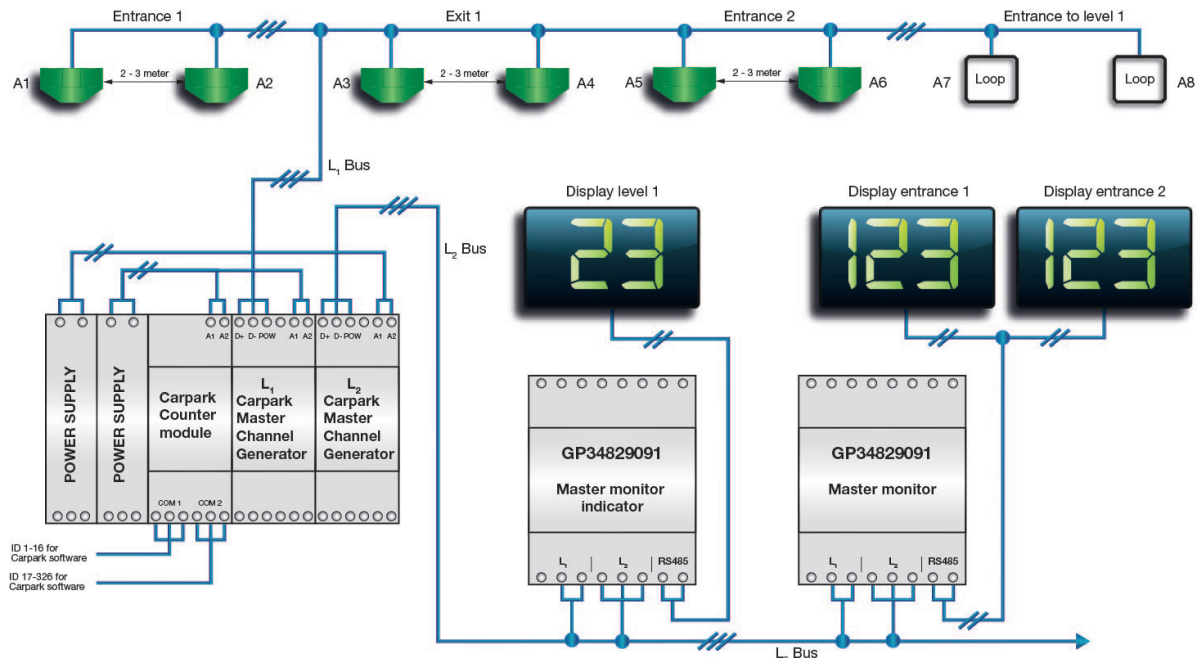 Entrance 1
Exit 1
Entrance 2
Entrance to level 1
A1
2 - 3 meter
A2
A3
2 - 3 meter
A4
A5
2 - 3 meter
A6
A7
Loop
Loop
A8
L1 Bus
L2 Bus
Display level 1
Display entrance 1
Display entrance 2
23
123
123
POWER SUPPLY
POWER SUPPLY
A1 A2
Carpark
Counter
module
COM 1
COM 2
D+ D- POW A1 A2
L1
Carpark
Master
Channel
Generator
D+ D- POW A1 A2
L2
Carpark
Master
Channel
Generator
ID 1-16 for
Carpark software
ID 17-326 for
Carpark software
GP34829091
Master monitor
indicator
L1
L2
RS485
GP34829091
Master monitor
L1
L2
RS485
L2 Bus